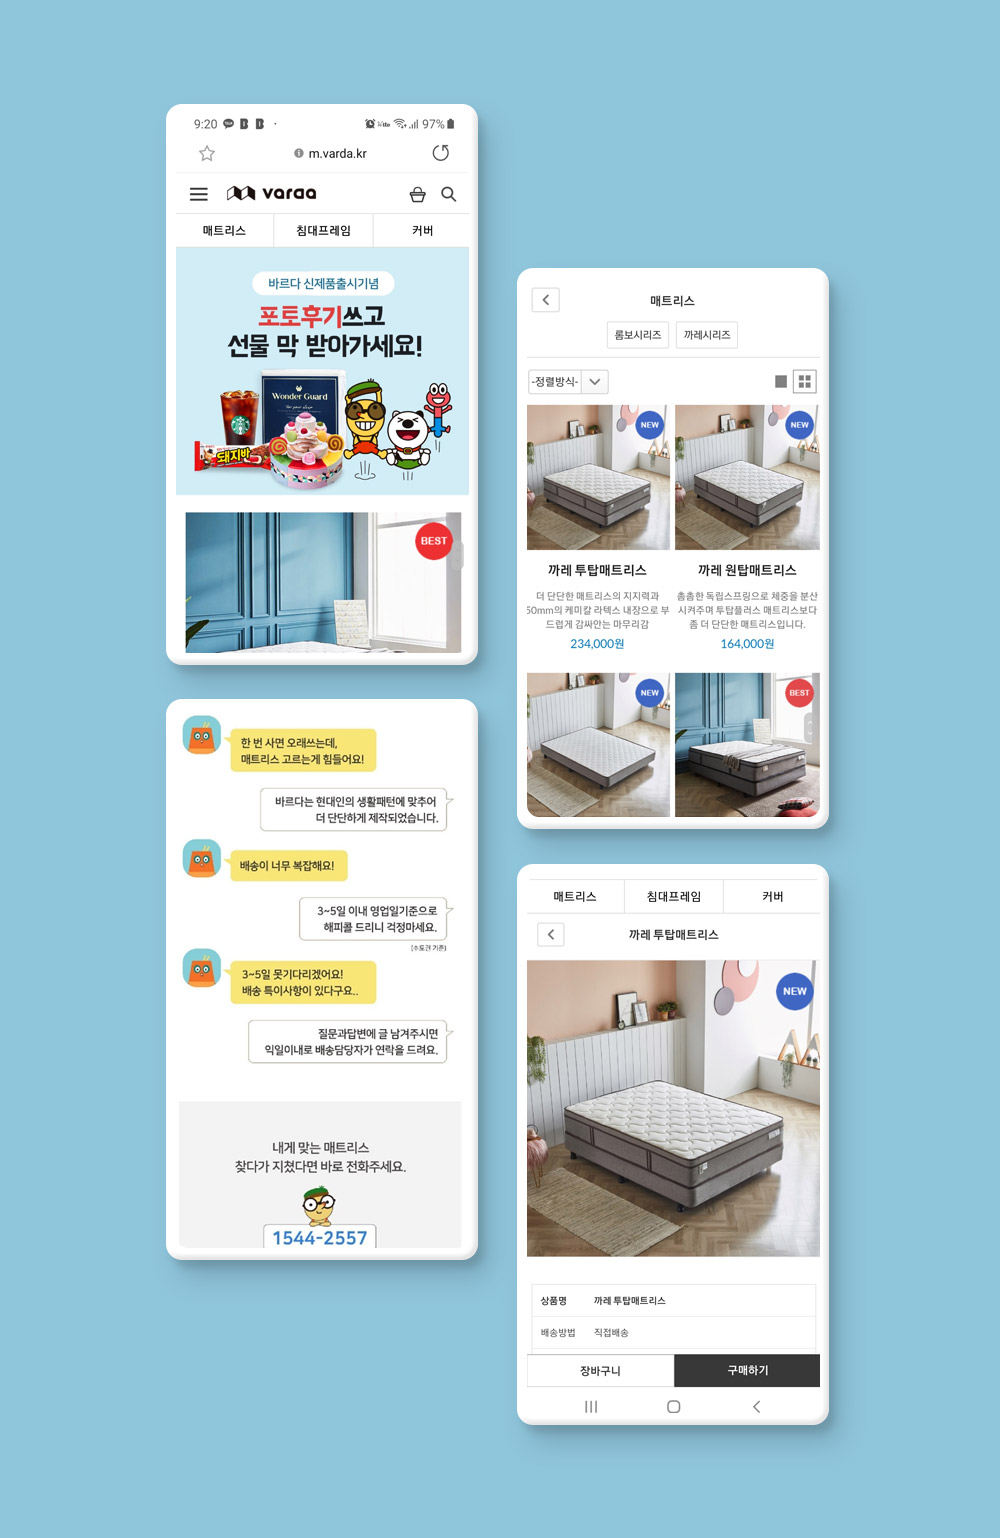 9:20
97%
m.varda.kr
varda
매트리스
침대프레임
커버
바르다 신제품출시기념
포토후기쓰고
선물 막 받아가세요!
Wonder Guard
돼지바
BEST
한 번 사면 오래쓰는데,
매트리스 고르는게 힘들어요!
바르다는 현대인의 생활패턴에 맞추어
더 단단하게 제작되었습니다.
배송이 너무 복잡해요!
3~5일 이내 영업일기준으로
해피콜 드리니 걱정마세요.
(수도권 기준)
3~5일 못기다리겠어요!
배송 특이사항이 있다구요..
질문과답변에 글 남겨주시면
익일이내로 배송담당자가 연락을 드려요.
내게 맞는 매트리스
찾다가 지쳤다면 바로 전화주세요.
1544-2557
매트리스
롬보시리즈
까레시리즈
-정렬방식-
NEW
NEW
까레 투탑매트리스
더 단단한 매트리스의 지지력과
50mm의 케미칼 라텍스 내장으로 부
드럽게 감싸안는 마무리감
234,000원
까레 원탑매트리스
촘촘한 독립스프링으로 체중을 분산
시켜주며 투탑플러스 매트리스보다
좀 더 단단한 매트리스입니다.
164,000원
NEW
BEST
매트리스
침대프레임
커버
까레 투탑매트리스
NEW
상품명
까레 투탑매트리스
배송방법
직접배송
장바구니
구매하기